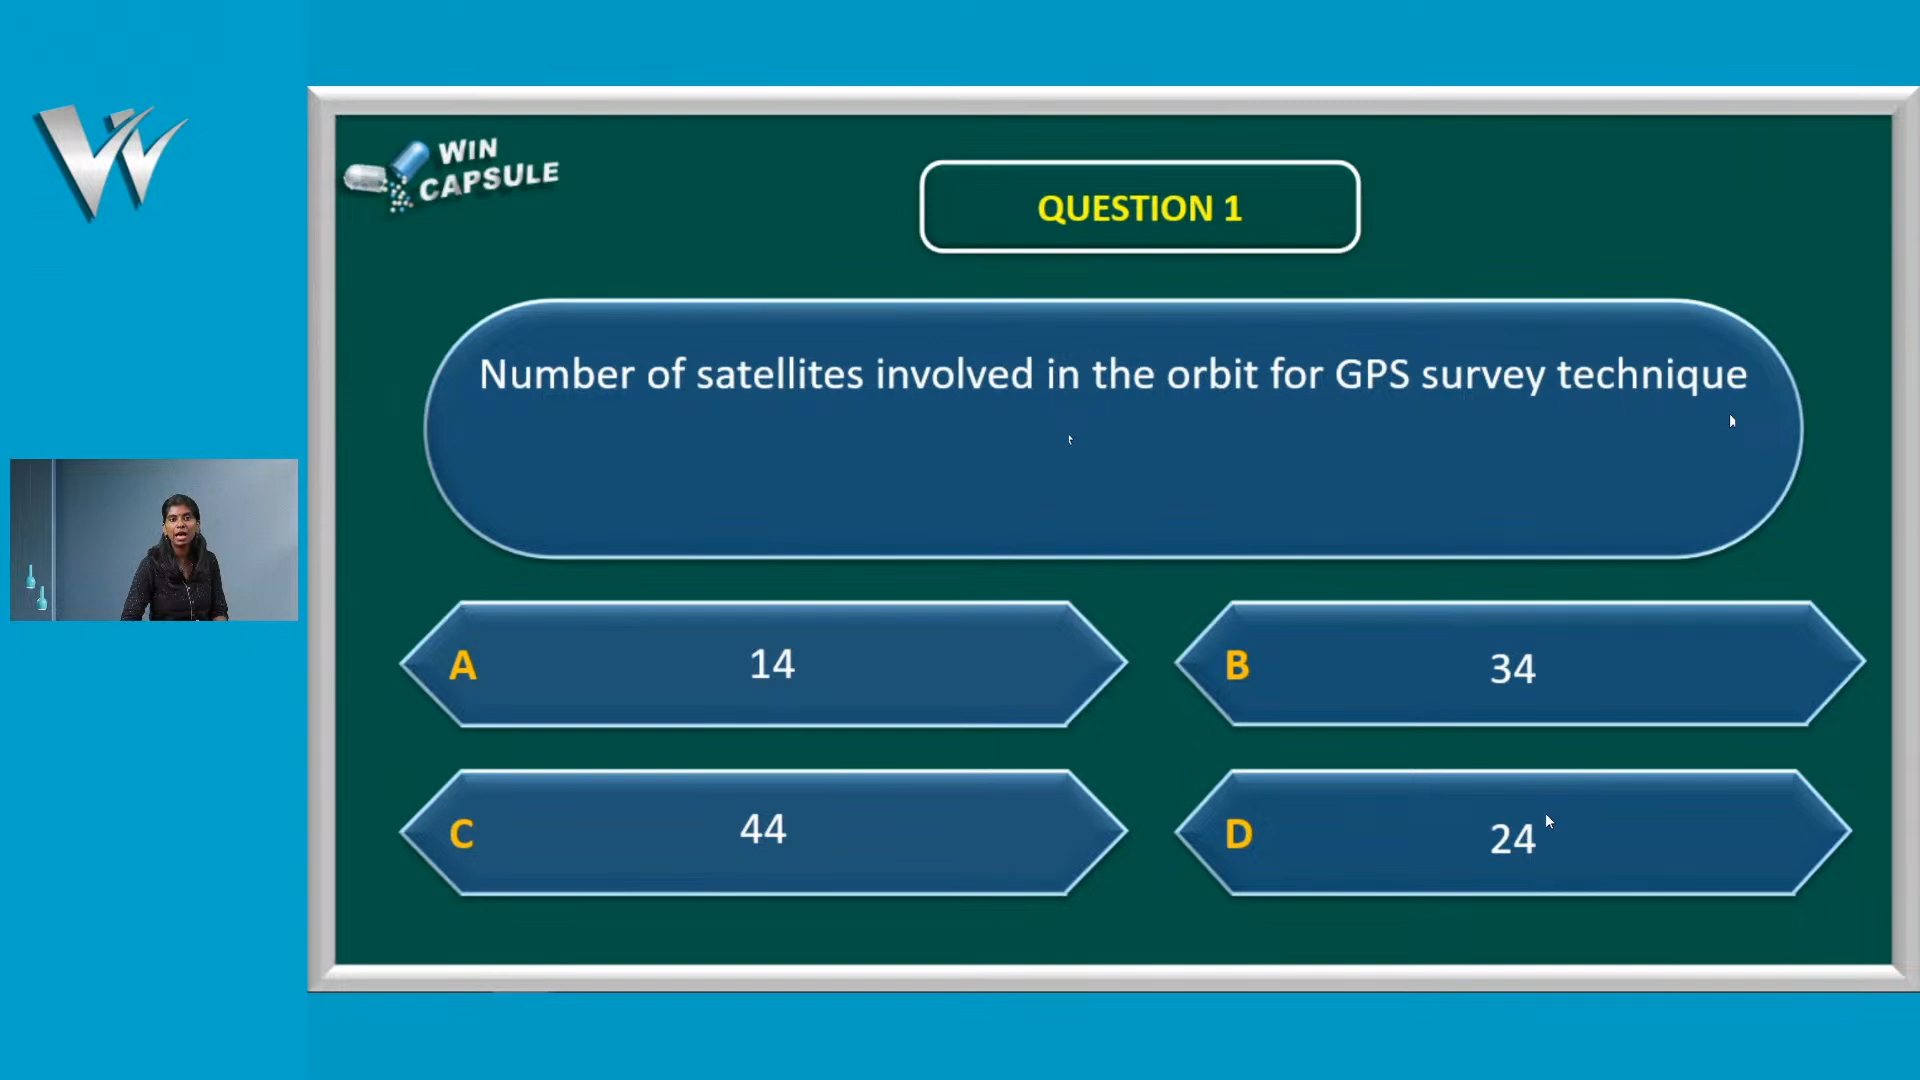 WIN
CAPSULE
QUESTION 1
Number of satellites involved in the orbit for GPS survey technique
A 14
B 34
C 44
D 24